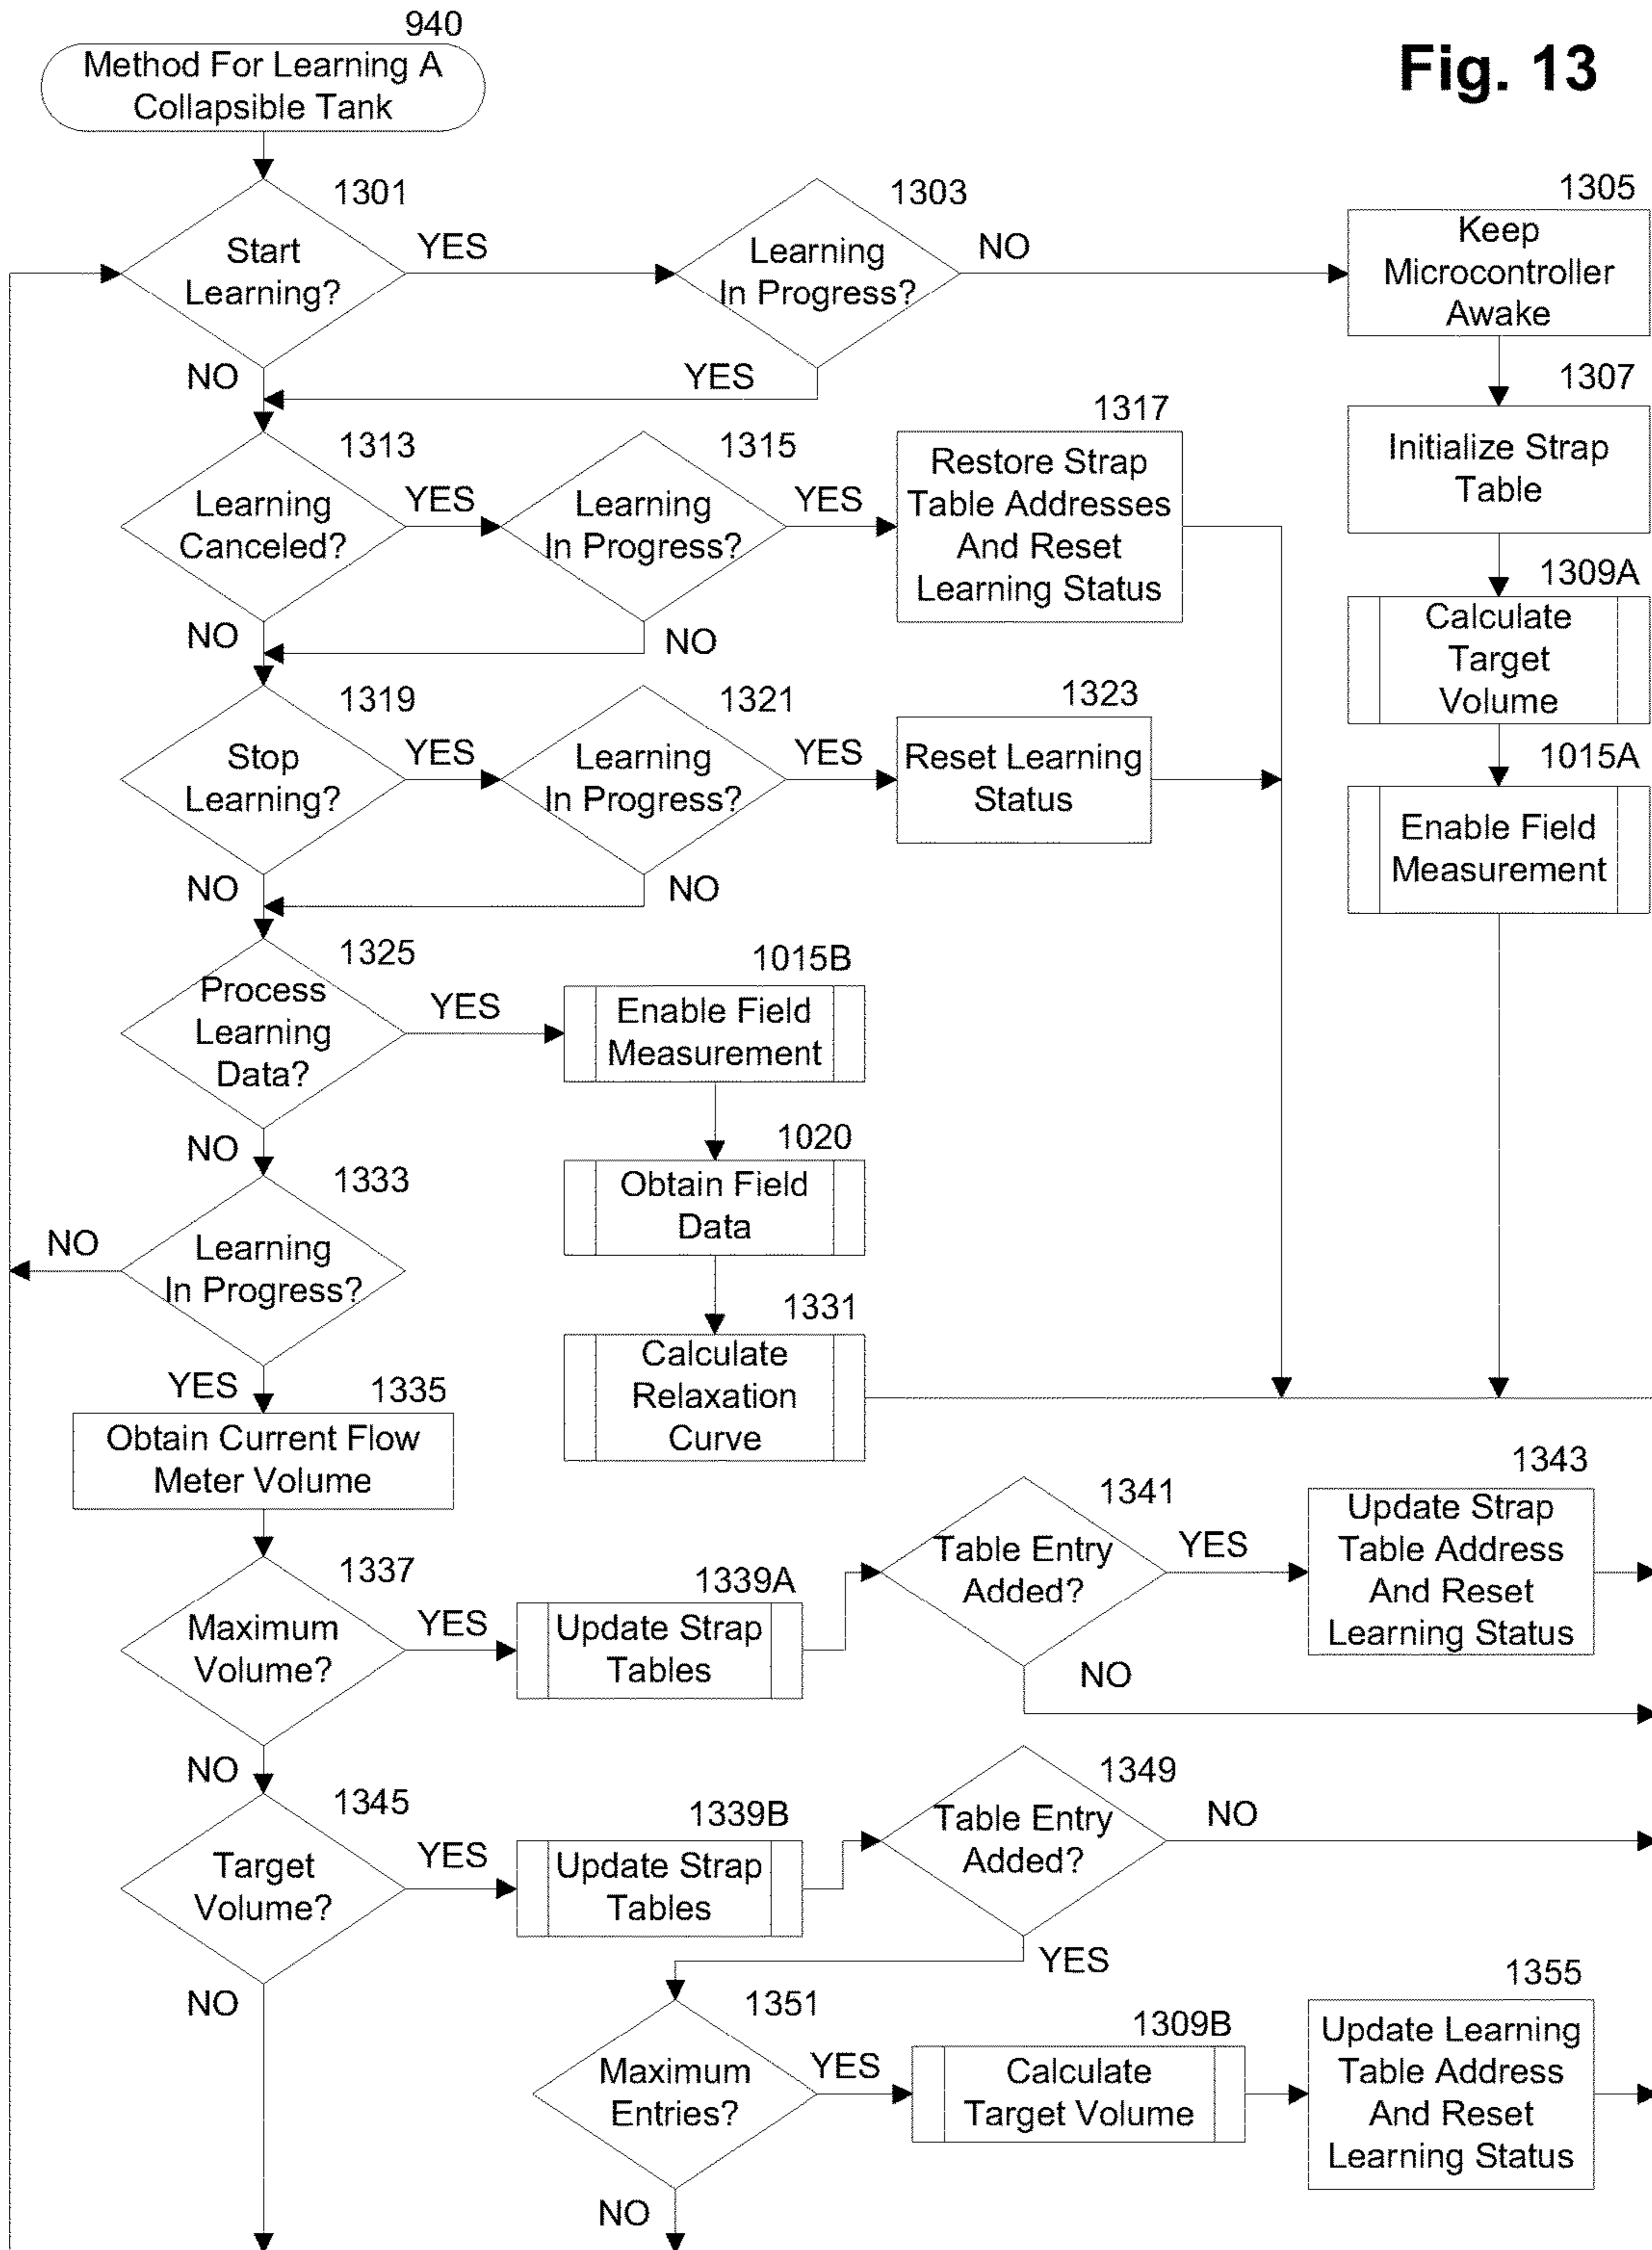 940
Method For Learning A
Collapsible Tank
Fig. 13
1301
Start
Learning?
YES
NO
1303
Learning
In Progress?
NO
YES
1305
Keep
Microcontroller
Awake
1307
Initialize Strap
Table
1309A
Calculate
Target
Volume
1015A
Enable Field
Measurement
1313
Learning
Canceled?
YES
NO
1315
Learning
In Progress?
YES
NO
1317
Restore Strap
Table Addresses
And Reset
Learning Status
1319
Stop
Learning?
YES
NO
1321
Learning
In Progress?
YES
NO
1323
Reset Learning
Status
1325
Process
Learning
Data?
YES
NO
1015B
Enable Field
Measurement
1020
Obtain Field
Data
1331
Calculate
Relaxation
Curve
1333
Learning
In Progress?
NO
YES
1335
Obtain Current Flow
Meter Volume
1337
Maximum
Volume?
YES
NO
1339A
Update Strap
Tables
1341
Table Entry
Added?
YES
NO
1343
Update Strap
Table Address
And Reset
Learning Status
1345
Target
Volume?
YES
NO
1339B
Update Strap
Tables
1349
Table Entry
Added?
NO
YES
1351
Maximum
Entries?
YES
NO
1309B
Calculate
Target Volume
1355
Update Learning
Table Address
And Reset
Learning Status